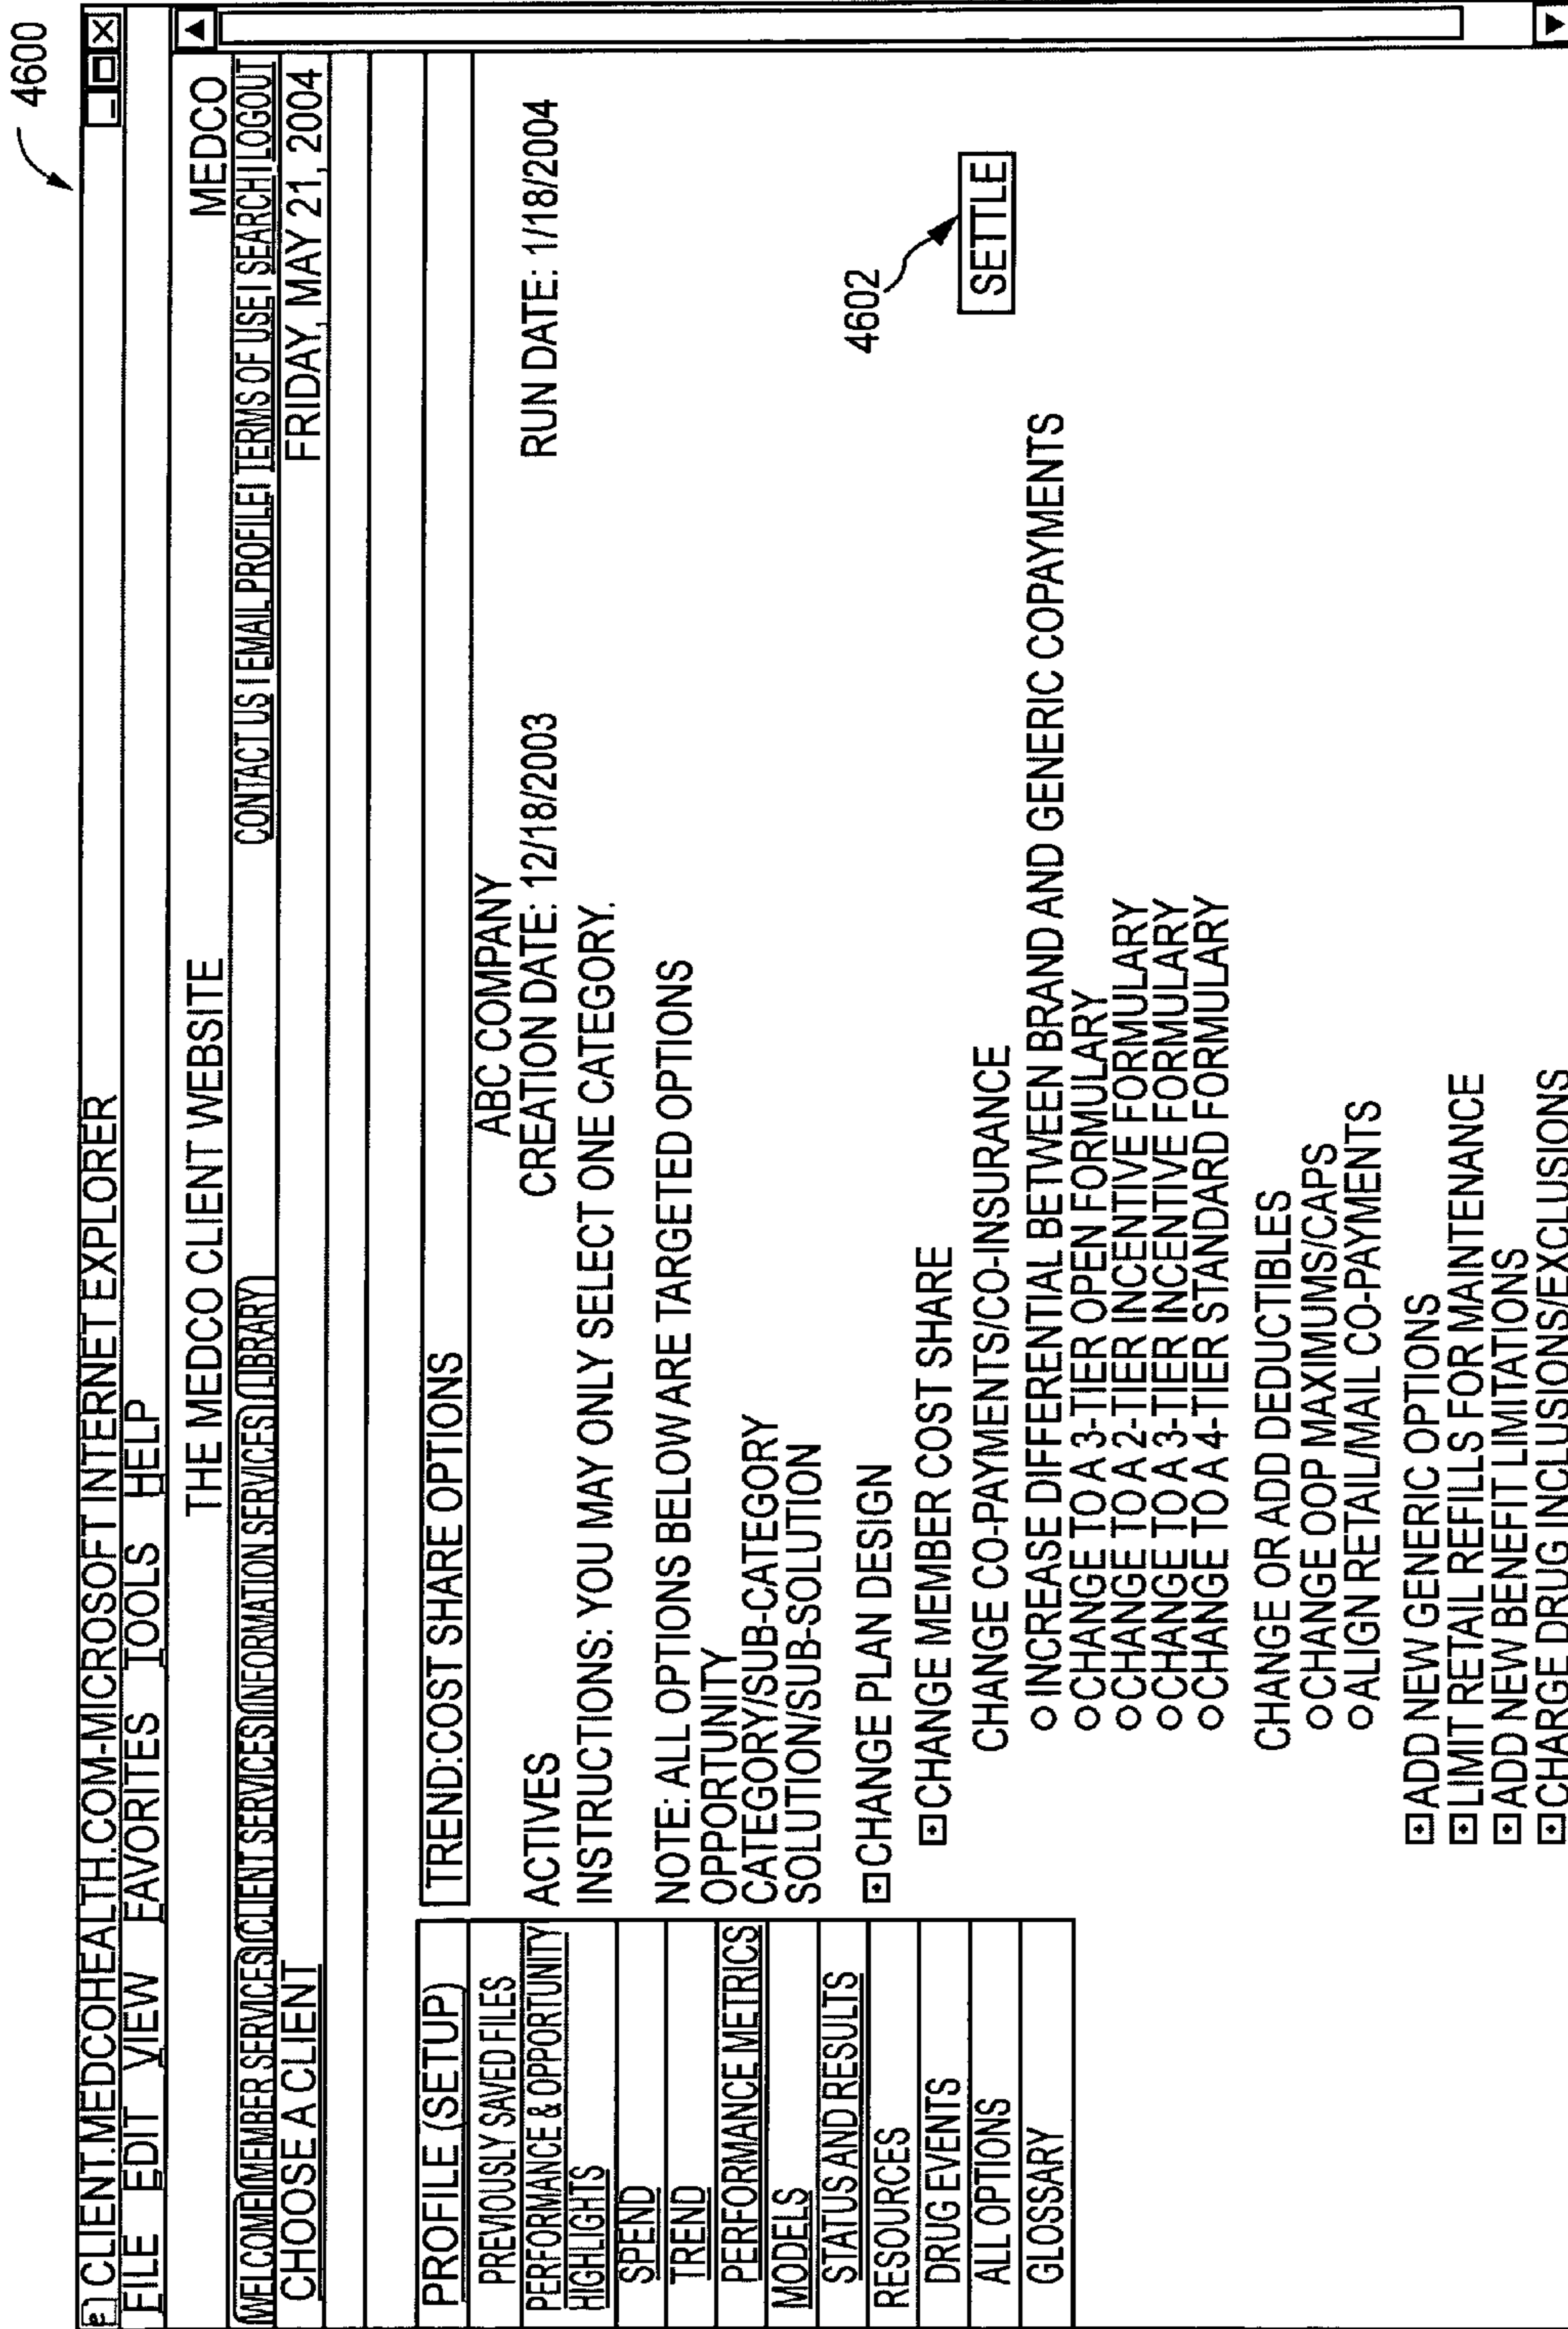 4600
CLIENT.MEDCOHEALTH.COM-MICROSOFT INTERNET EXPLORER
FILE EDIT VIEW FAVORITES TOOLS HELP
THE MEDCO CLIENT WEBSITE MEDCO
WELCOME MEMBER SERVICES CLIENT SERVICES INFORMATION SERVICES LIBRARY CONTACT US | EMAIL PROFILE | TERMS OF USE | SEARCH | LOGOUT
CHOOSE A CLIENT FRIDAY, MAY 21, 2004
PROFILE (SETUP)
PREVIOUSLY SAVED FILES
PERFORMANCE & OPPORTUNITY
HIGHLIGHTS
SPEND
TREND
PERFORMANCE METRICS
MODELS
STATUS AND RESULTS
RESOURCES
DRUG EVENTS
ALL OPTIONS
GLOSSARY
TREND:COST SHARE OPTIONS
ABC COMPANY
ACTIVES CREATION DATE: 12/18/2003 RUN DATE: 1/18/2004
INSTRUCTIONS: YOU MAY ONLY SELECT ONE CATEGORY.
NOTE: ALL OPTIONS BELOW ARE TARGETED OPTIONS
OPPORTUNITY
CATEGORY/SUB-CATEGORY
SOLUTION/SUB-SOLUTION
4602
CHANGE PLAN DESIGN
CHANGE MEMBER COST SHARE
SETTLE
CHANGE CO-PAYMENTS/CO-INSURANCE
INCREASE DIFFERENTIAL BETWEEN BRAND AND GENERIC COPAYMENTS
CHANGE TO A 3-TIER OPEN FORMULARY
CHANGE TO A 2-TIER INCENTIVE FORMULARY
CHANGE TO A 3-TIER INCENTIVE FORMULARY
CHANGE TO A 4-TIER STANDARD FORMULARY
CHANGE OR ADD DEDUCTIBLES
CHANGE OOP MAXIMUMS/CAPS
ALIGN RETAIL/MAIL CO-PAYMENTS
ADD NEW GENERIC OPTIONS
LIMIT RETAIL REFILLS FOR MAINTENANCE
ADD NEW BENEFIT LIMITATIONS
CHARGE DRUG INCLUSIONS/EXCLUSIONS